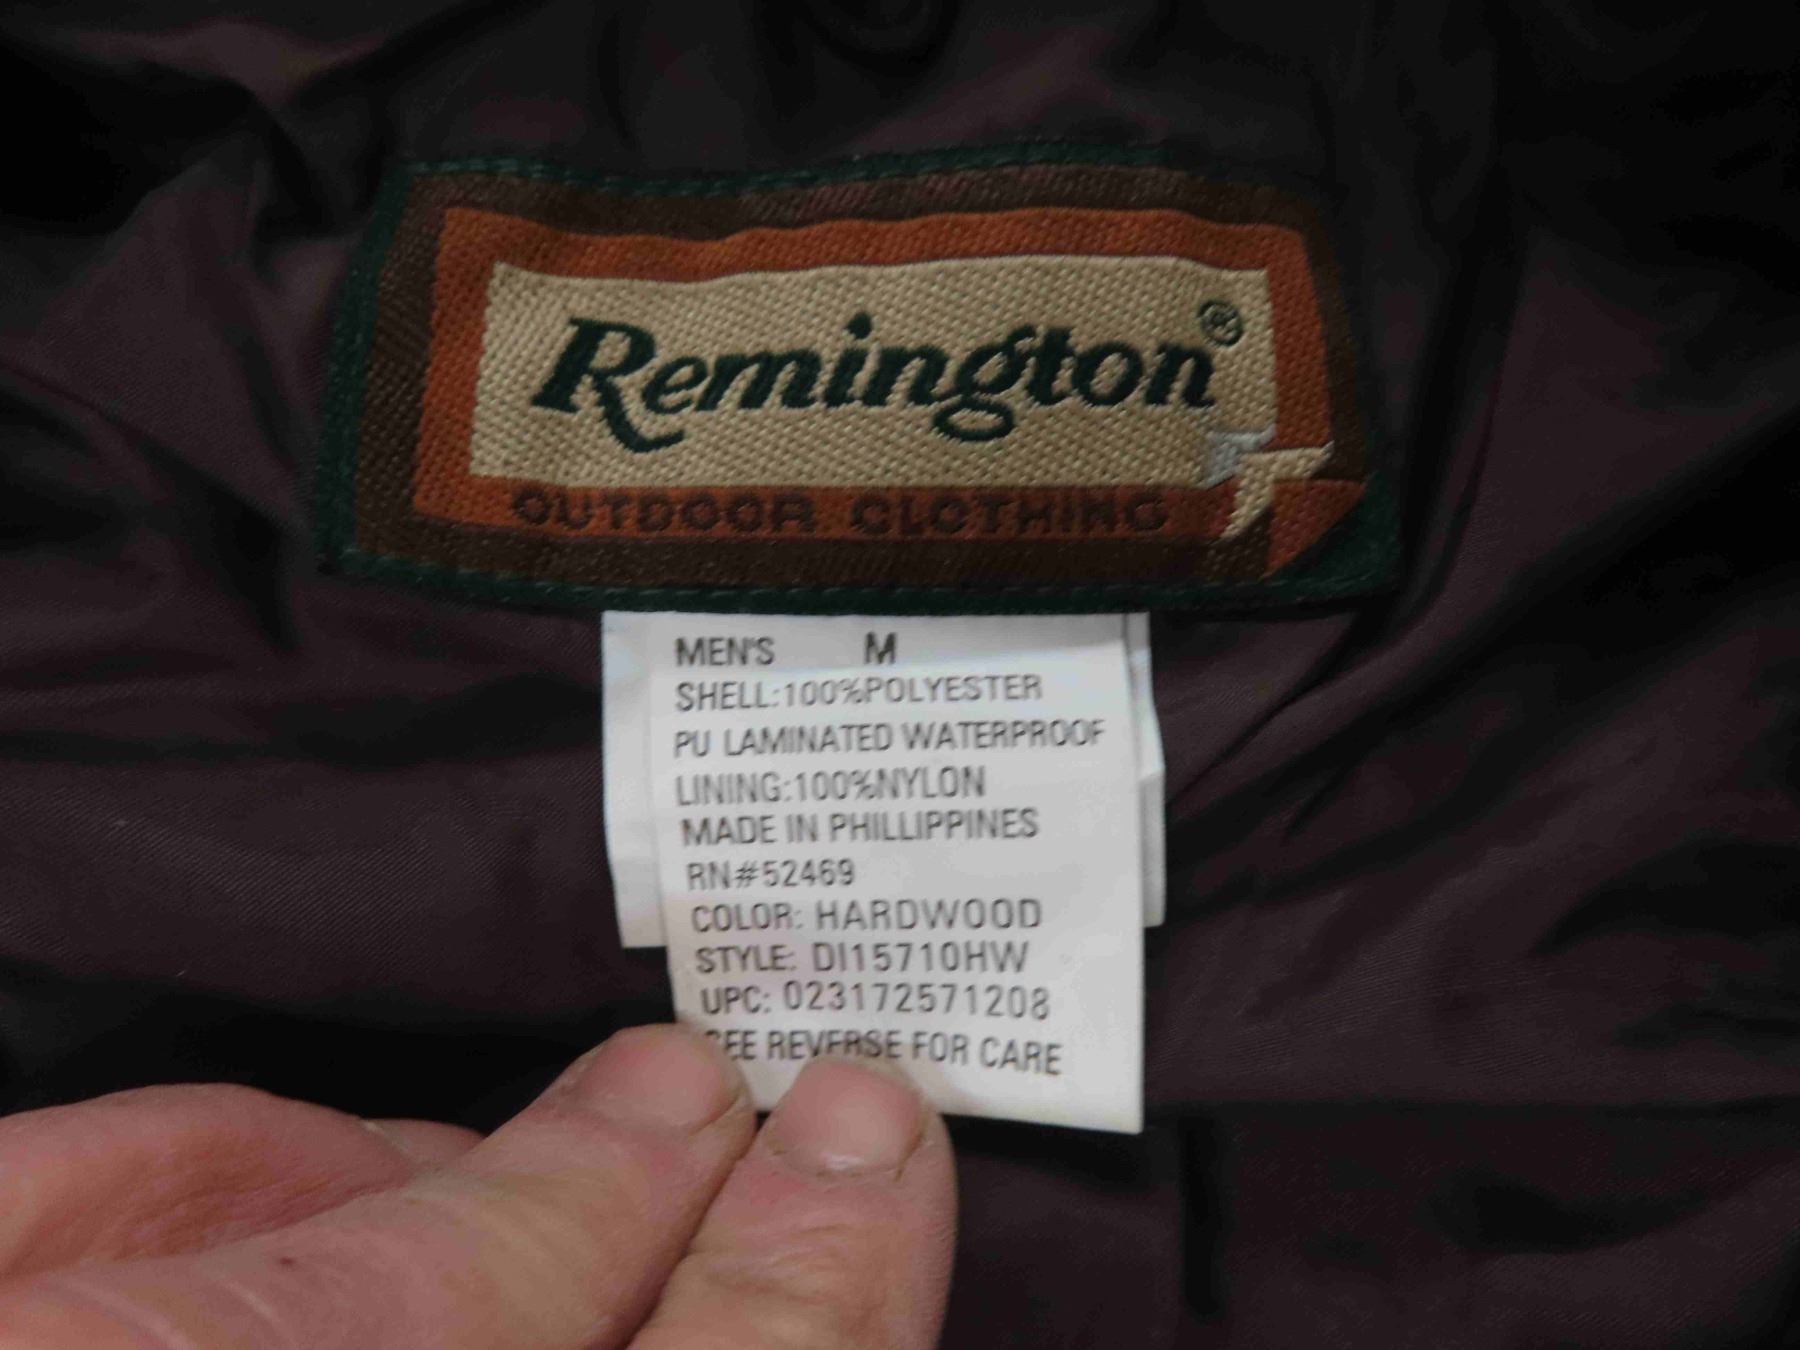 Remington®
OUTDOOR CLOTHING
MEN'S M
SHELL:100%POLYESTER
PU LAMINATED WATERPROOF
LINING:100%NYLON
MADE IN PHILLIPPINES
RN#52469
COLOR: HARDWOOD
STYLE: DI15710HW
UPC: 023172571208
SEE REVERSE FOR CARE